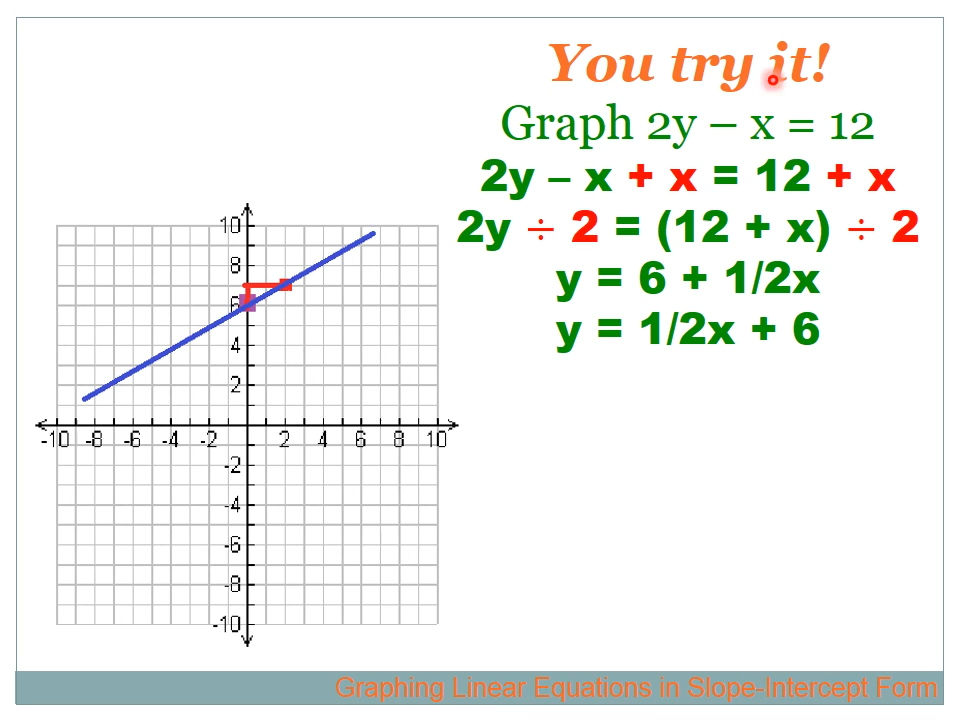 You try it!
Graph 2y – x = 12
2y – x + x = 12 + x
2y ÷ 2 = (12 + x) ÷ 2
y = 6 + 1/2x
y = 1/2x + 6
10
8
6
4
2
-10 -8 -6 -4 -2 2 4 6 8 10
-2
-4
-6
-8
-10
Graphing Linear Equations in Slope-Intercept Form